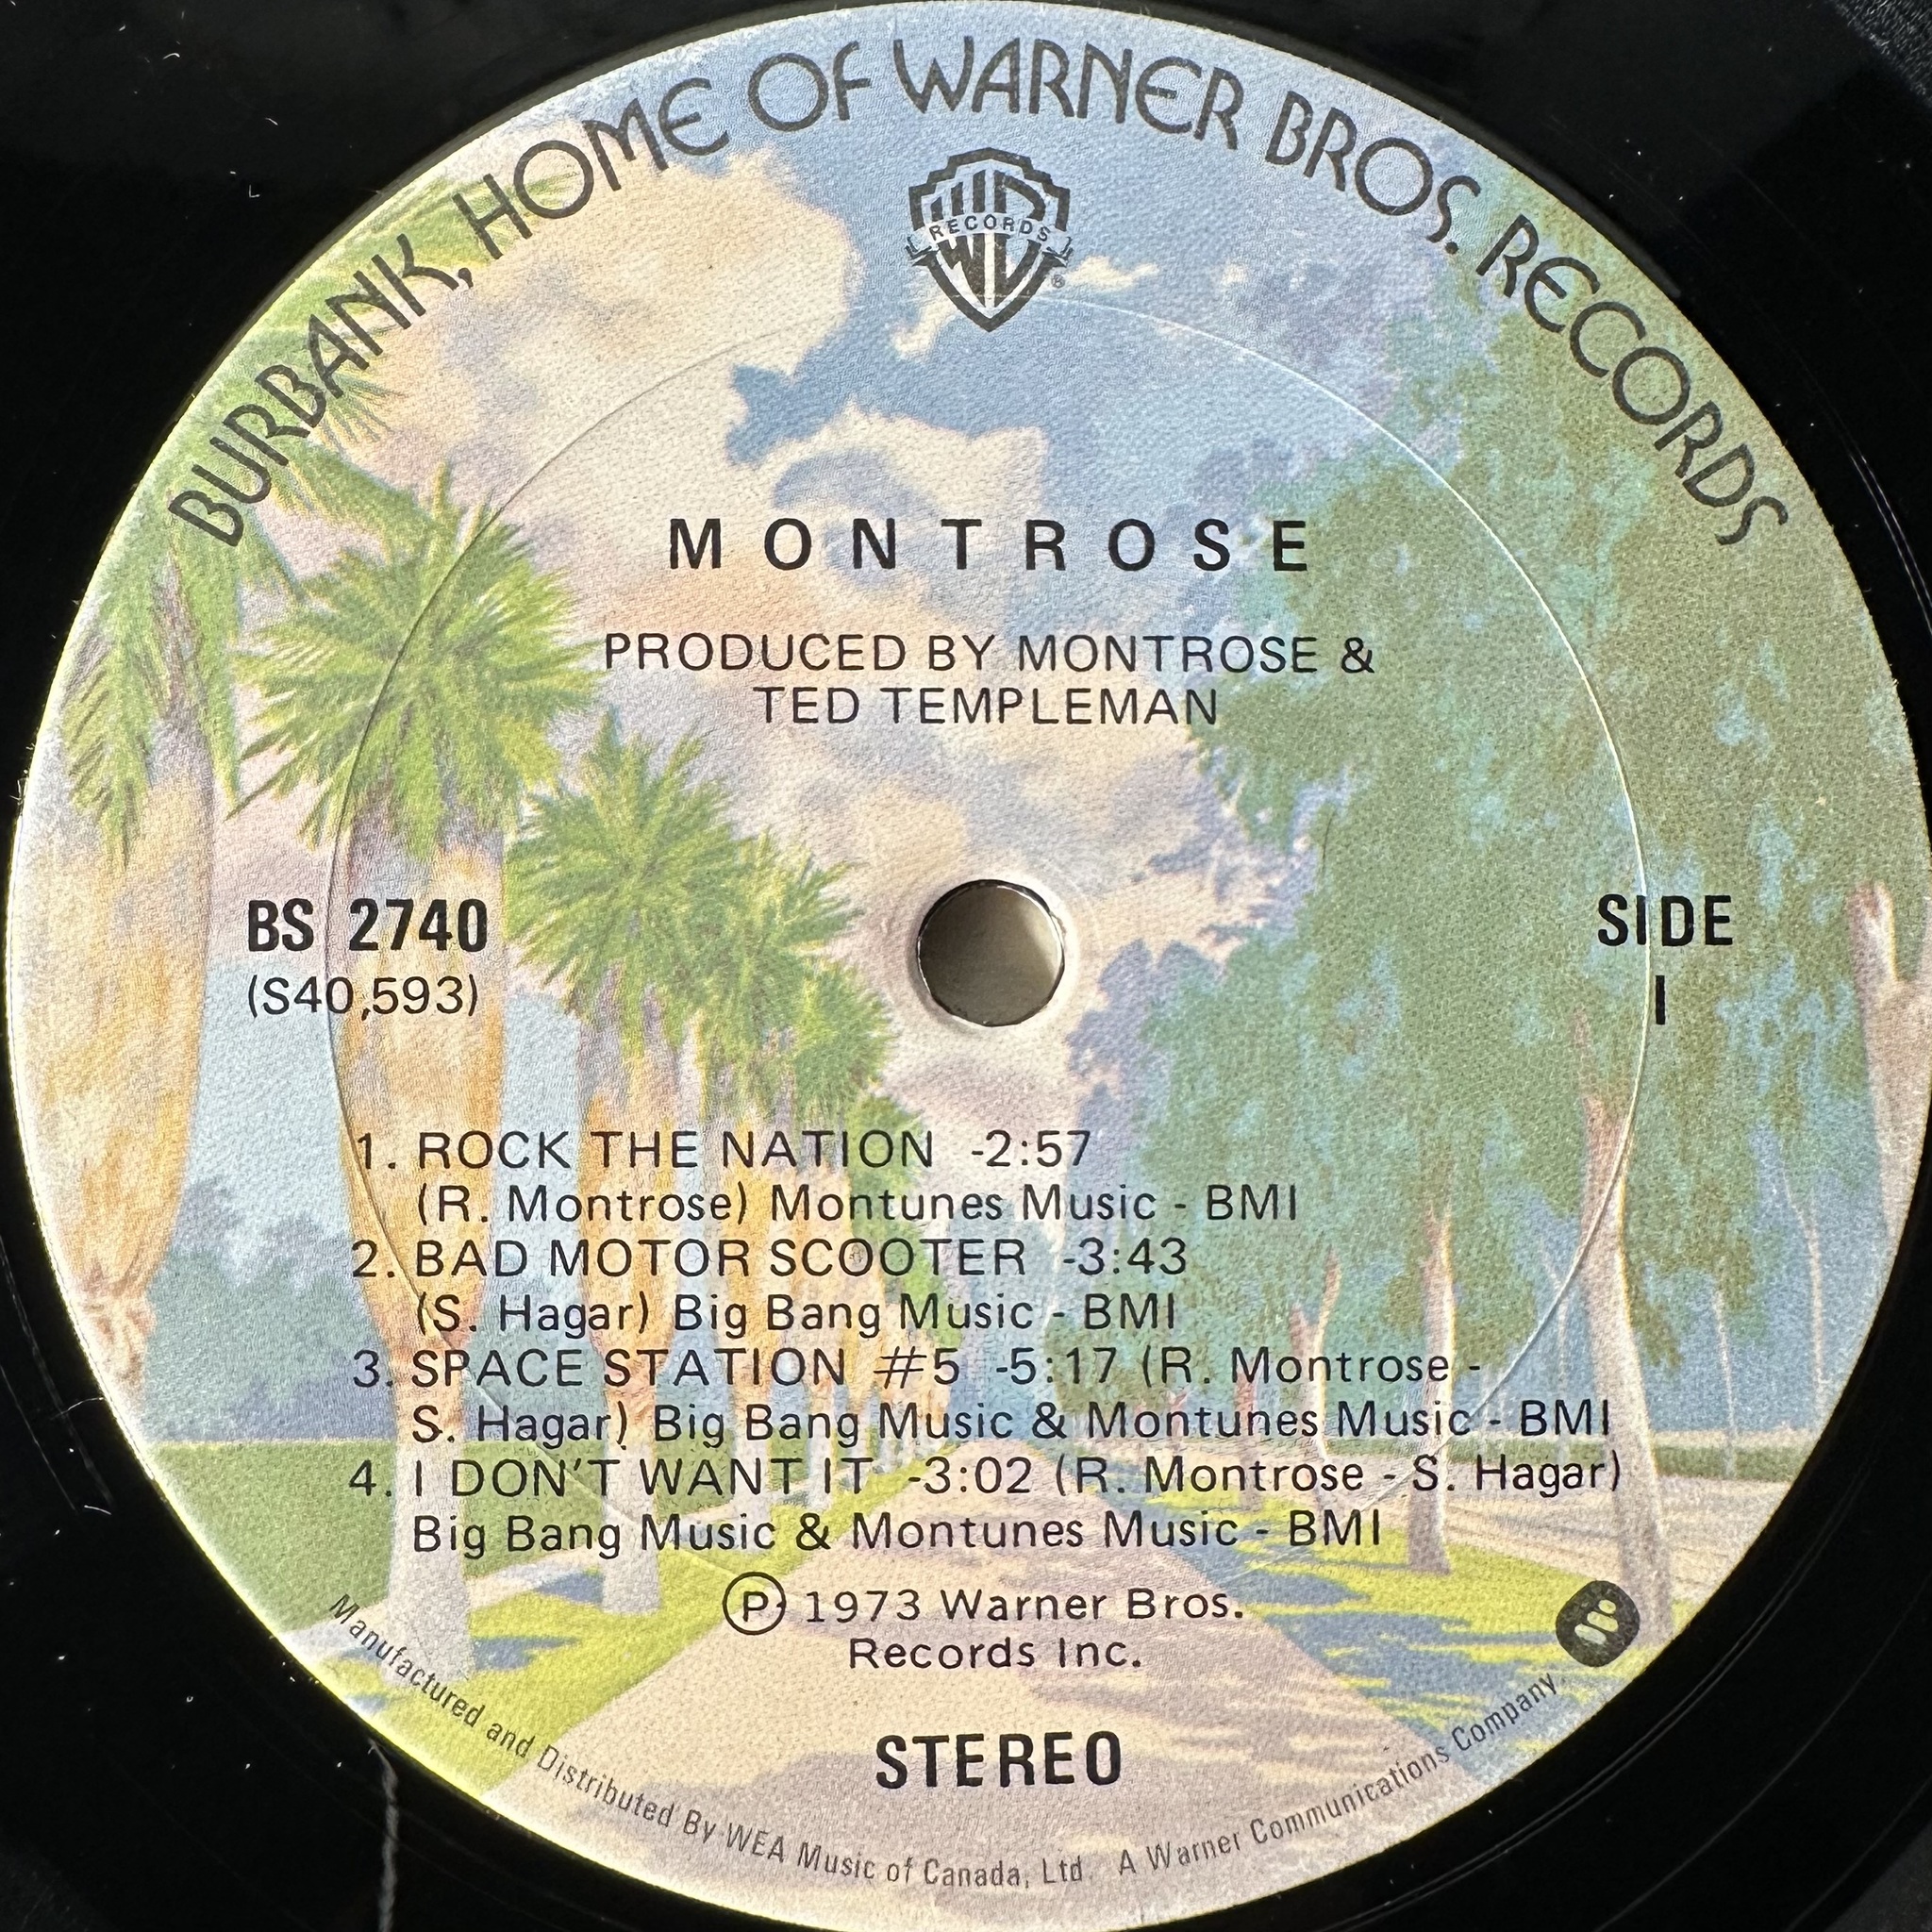 BURBANK, HOME OF WARNER BROS. RECORDS
WB
RECORDS
®
MONTROSE
PRODUCED BY MONTROSE &
TED TEMPLEMAN
BS 2740
(S40,593)
SIDE
I
1. ROCK THE NATION -2:57
(R. Montrose) Montunes Music - BMI
2. BAD MOTOR SCOOTER -3:43
(S. Hagar) Big Bang Music - BMI
3. SPACE STATION #5 -5:17 (R. Montrose -
S. Hagar) Big Bang Music & Montunes Music - BMI
4. I DON'T WANT IT -3:02 (R. Montrose - S. Hagar)
Big Bang Music & Montunes Music - BMI
℗ 1973 Warner Bros.
Records Inc.
STEREO
Manufactured and Distributed By WEA Music of Canada, Ltd. A Warner Communications Company